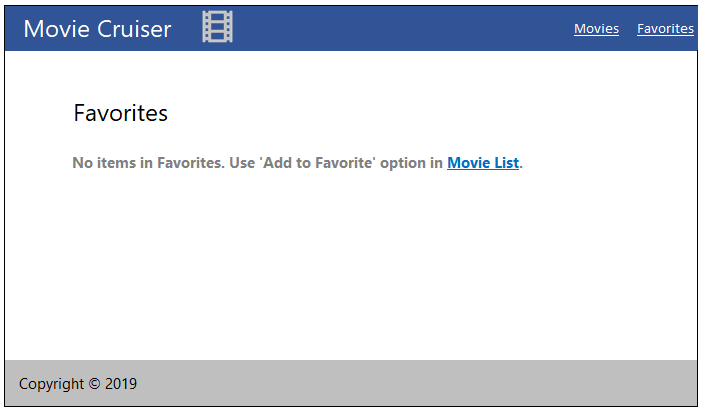 Movie Cruiser
Movies
Favorites
Favorites
No items in Favorites. Use 'Add to Favorite' option in Movie List.
Copyright © 2019